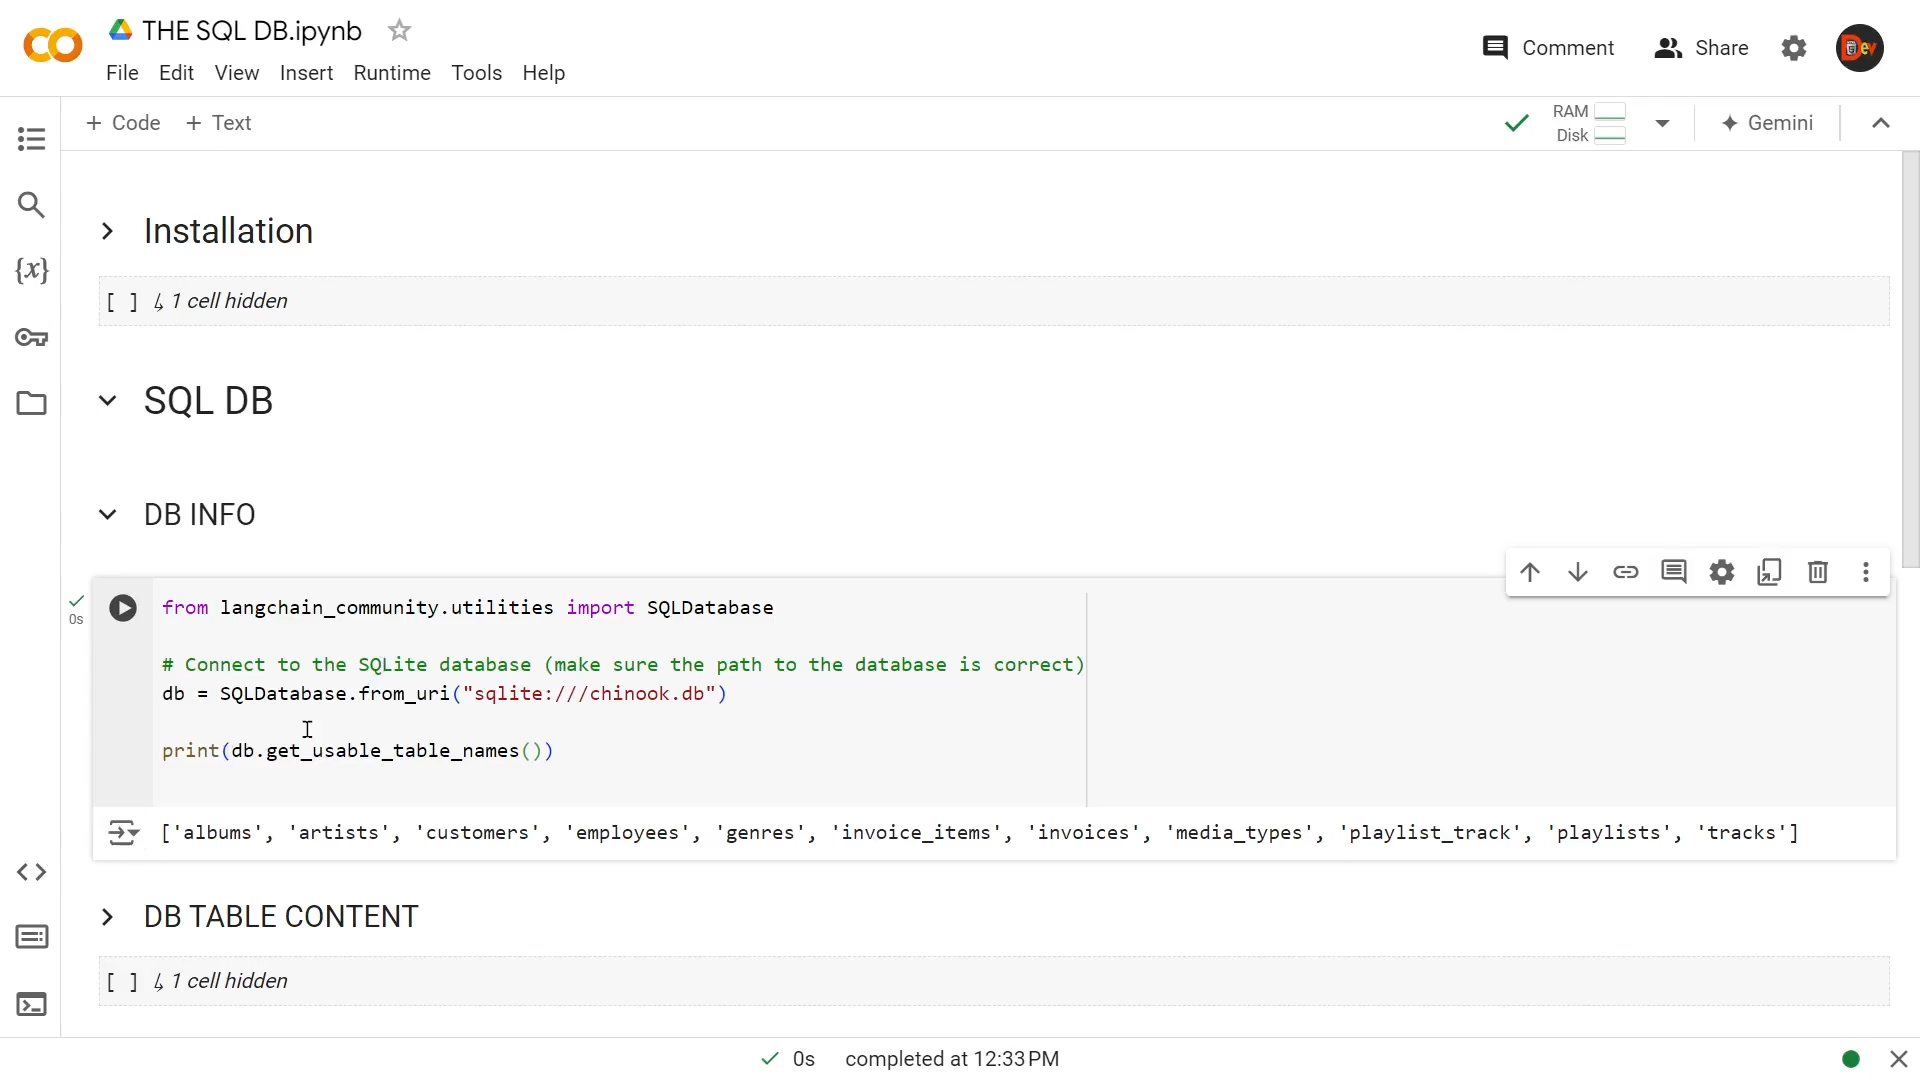 THE SQL DB.ipynb
File Edit View Insert Runtime Tools Help
Comment
Share
Dev
+ Code + Text
RAM
Disk
Gemini
Installation
[ ] ↳ 1 cell hidden
SQL DB
DB INFO
0s
from langchain_community.utilities import SQLDatabase
# Connect to the SQLite database (make sure the path to the database is correct)
db = SQLDatabase.from_uri("sqlite:///chinook.db")
print(db.get_usable_table_names())
['albums', 'artists', 'customers', 'employees', 'genres', 'invoice_items', 'invoices', 'media_types', 'playlist_track', 'playlists', 'tracks']
DB TABLE CONTENT
[ ] ↳ 1 cell hidden
0s completed at 12:33 PM